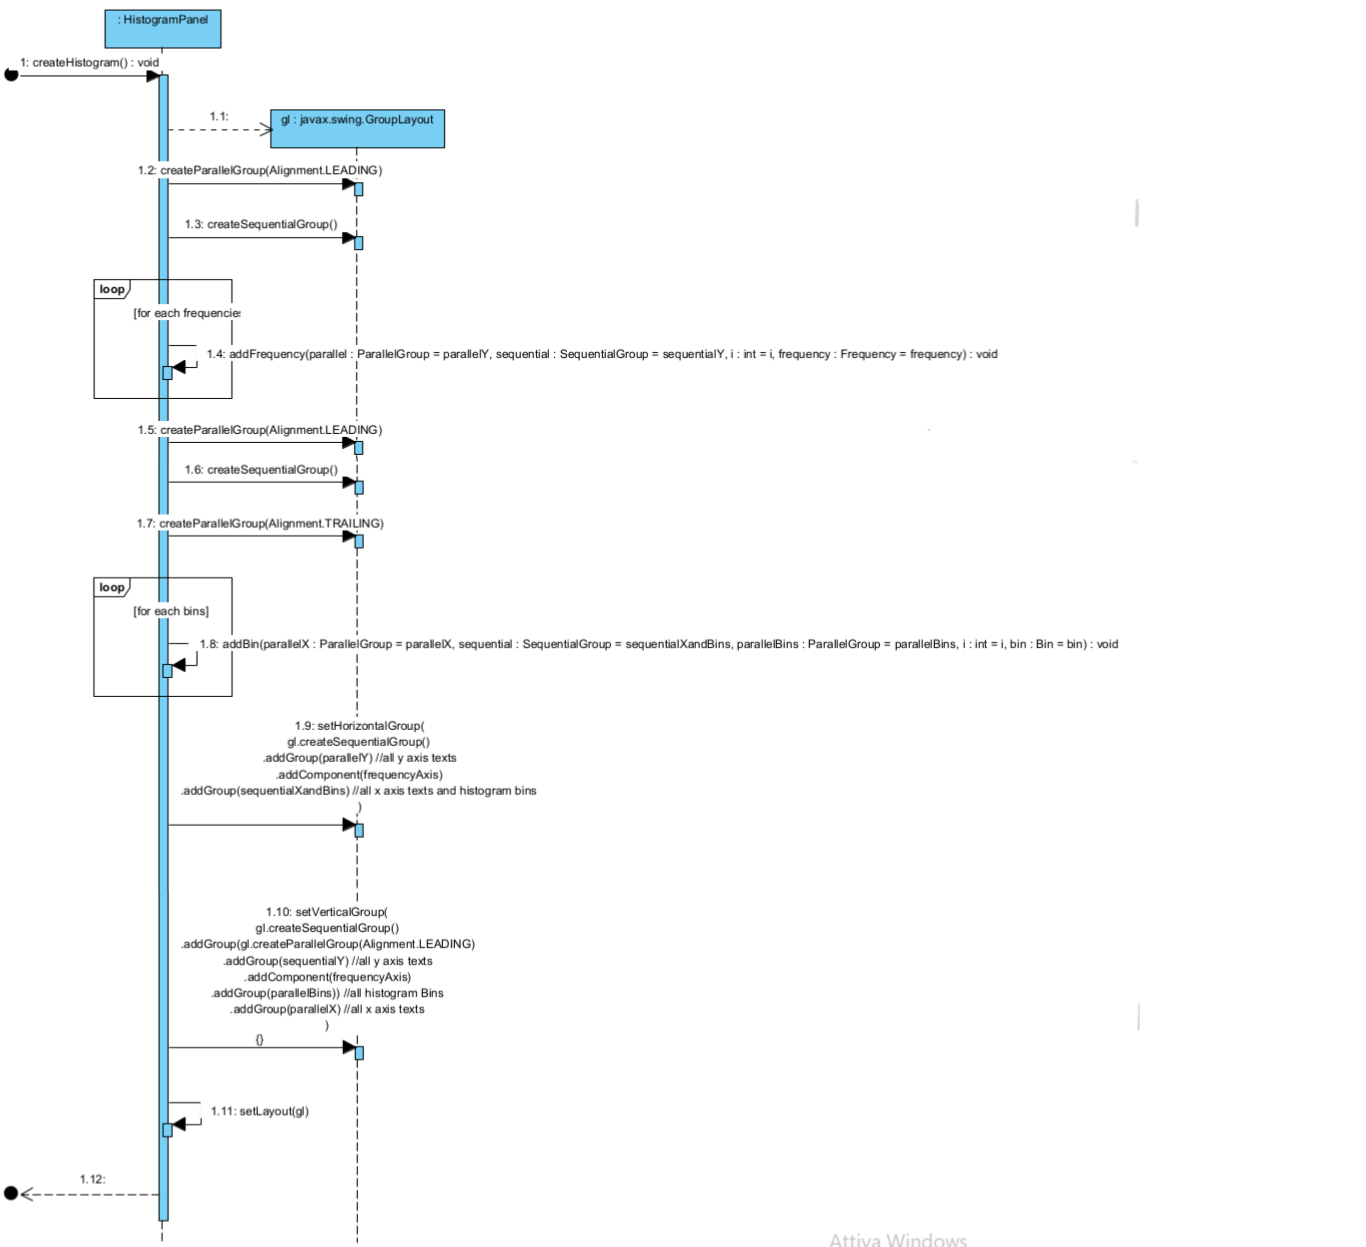 : HistogramPanel
1: createHistogram() : void
1.1:
gl : javax.swing.GroupLayout
1.2: createParallelGroup(Alignment.LEADING)
1.3: createSequentialGroup()
loop
[for each frequencies
1.4: addFrequency(parallel : ParallelGroup = parallelY, sequential : SequentialGroup = sequentialY, i : int = i, frequency : Frequency = frequency) : void
1.5: createParallelGroup(Alignment.LEADING)
1.6: createSequentialGroup()
1.7: createParallelGroup(Alignment.TRAILING)
loop
[for each bins]
1.8: addBin(parallelX : ParallelGroup = parallelX, sequential : SequentialGroup = sequentialXandBins, parallelBins : ParallelGroup = parallelBins, i : int = i, bin : Bin = bin) : void
1.9: setHorizontalGroup(
gl.createSequentialGroup()
.addGroup(parallelY) //all y axis texts
.addComponent(frequencyAxis)
.addGroup(sequentialXandBins) //all x axis texts and histogram bins
)
1.10: setVerticalGroup(
gl.createSequentialGroup()
.addGroup(gl.createParallelGroup(Alignment.LEADING)
.addGroup(sequentialY) //all y axis texts
.addComponent(frequencyAxis)
.addGroup(parallelBins)) //all histogram Bins
.addGroup(parallelX) //all x axis texts
)
{}
1.11: setLayout(gl)
1.12:
Attiva Windows